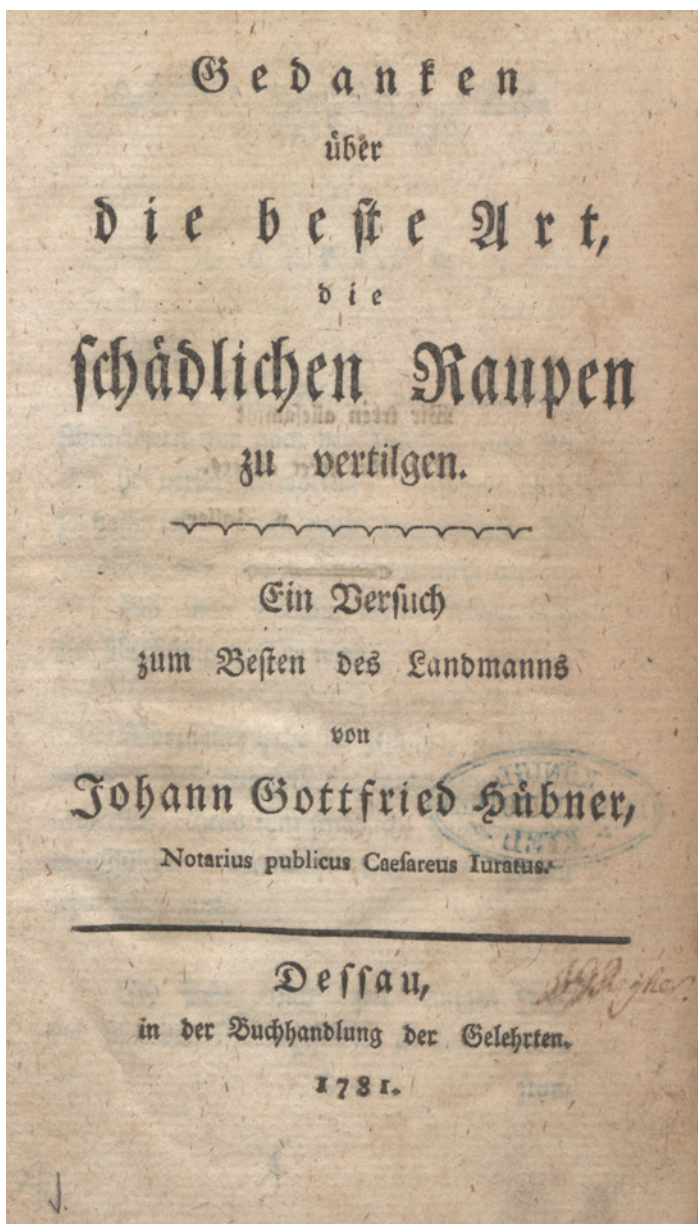 Gedanken
über
die beſte Art,
die
ſchädlichen Raupen
zu vertilgen.
Ein Verſuch
zum Beſten des Landmanns
von
Johann Gottfried Hübner,
Notarius publicus Caeſareus Iuratus.
Deſſau,
in der Buchhandlung der Gelehrten.
1781.